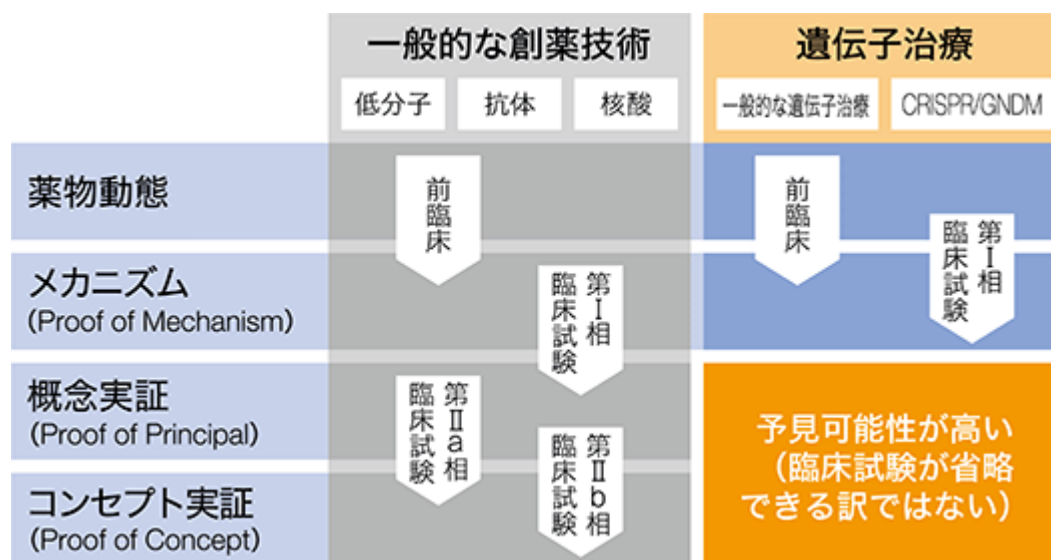 一般的な創薬技術
遺伝子治療
低分子
抗体
核酸
一般的な遺伝子治療
CRISPR/GNDM
薬物動態
前臨床
前臨床
第Ⅰ相
臨床試験
メカニズム
(Proof of Mechanism)
第Ⅰ相
臨床試験
概念実証
(Proof of Principal)
第Ⅱa相
臨床試験
予見可能性が高い
（臨床試験が省略
できる訳ではない）
第Ⅱb相
臨床試験
コンセプト実証
(Proof of Concept)